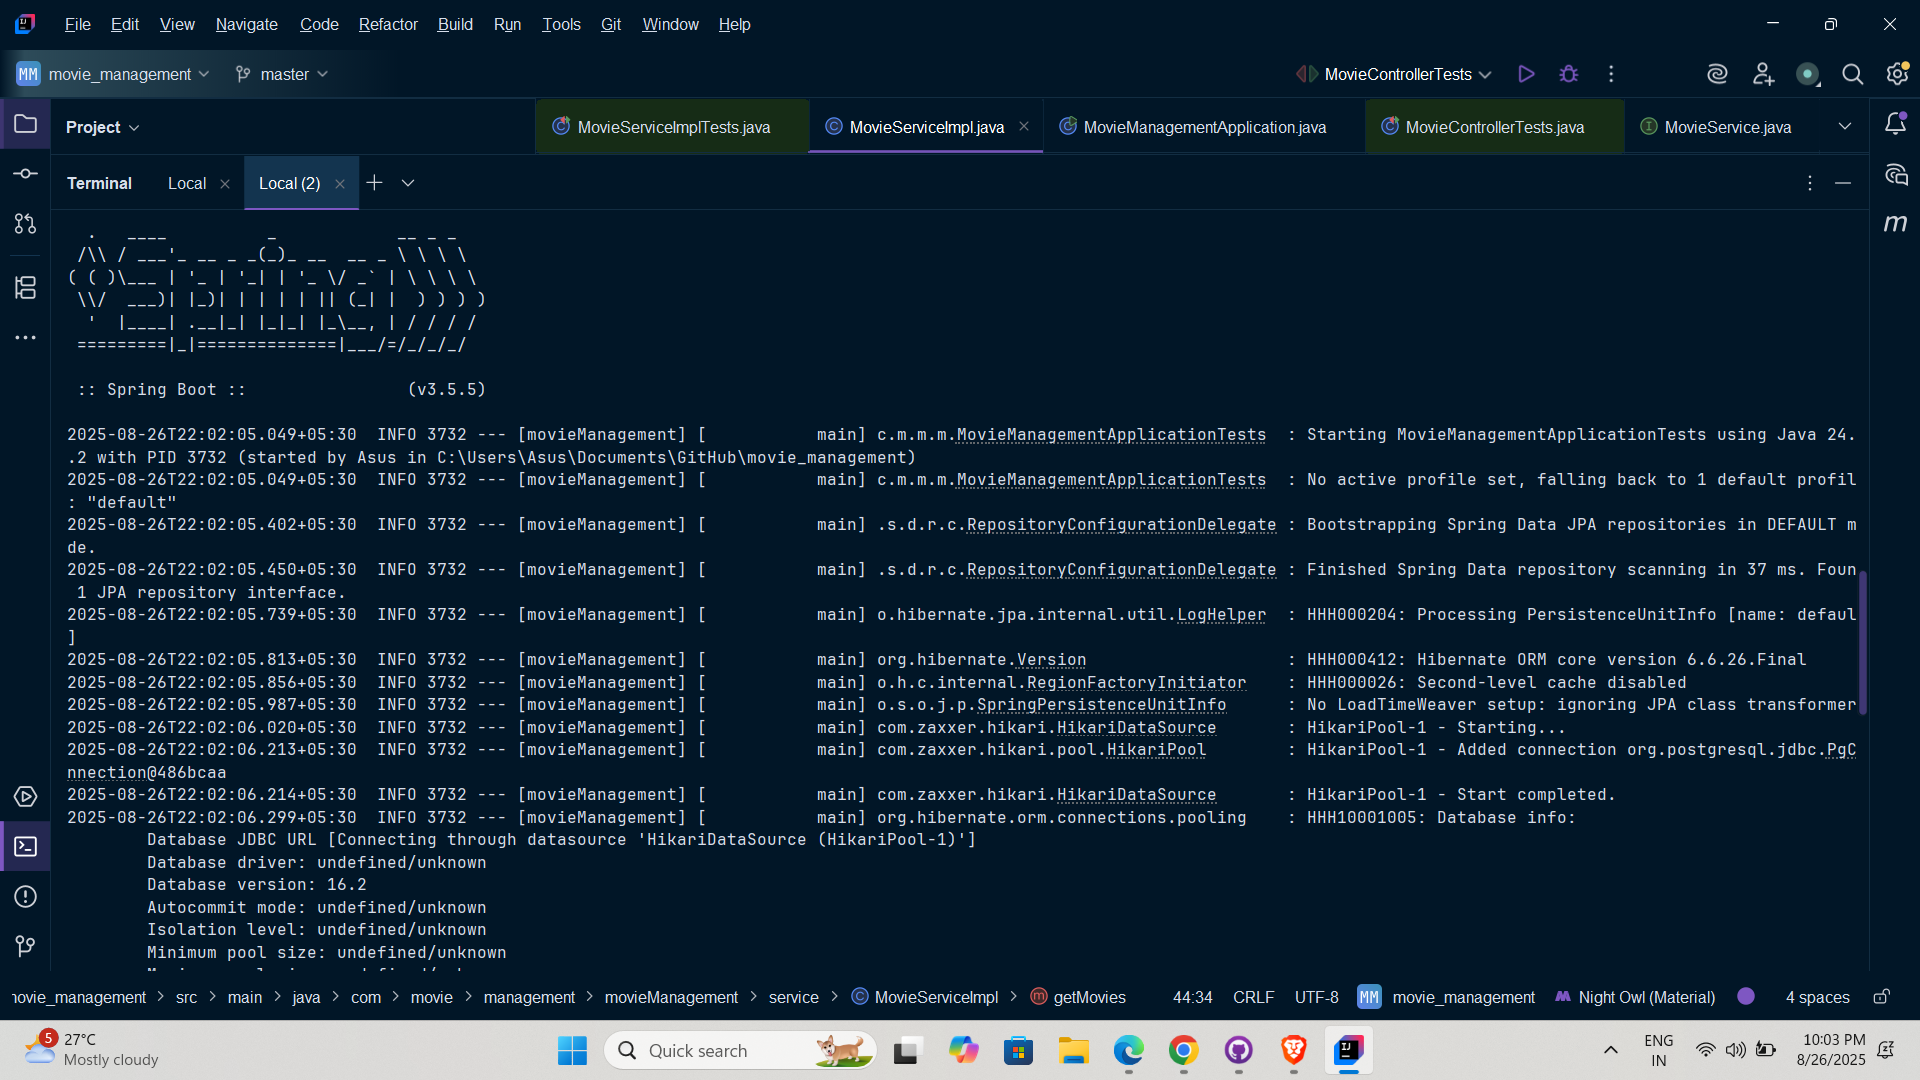 File Edit View Navigate Code Refactor Build Run Tools Git Window Help
MM movie_management master MovieControllerTests
Project MovieServiceImplTests.java MovieServiceImpl.java MovieManagementApplication.java MovieControllerTests.java MovieService.java
Terminal Local Local (2)
:: Spring Boot :: (v3.5.5)
2025-08-26T22:02:05.049+05:30 INFO 3732 --- [movieManagement] [ main] c.m.m.m.MovieManagementApplicationTests : Starting MovieManagementApplicationTests using Java 24.
.2 with PID 3732 (started by Asus in C:\Users\Asus\Documents\GitHub\movie_management)
2025-08-26T22:02:05.049+05:30 INFO 3732 --- [movieManagement] [ main] c.m.m.m.MovieManagementApplicationTests : No active profile set, falling back to 1 default profil
: "default"
2025-08-26T22:02:05.402+05:30 INFO 3732 --- [movieManagement] [ main] .s.d.r.c.RepositoryConfigurationDelegate : Bootstrapping Spring Data JPA repositories in DEFAULT m
de.
2025-08-26T22:02:05.450+05:30 INFO 3732 --- [movieManagement] [ main] .s.d.r.c.RepositoryConfigurationDelegate : Finished Spring Data repository scanning in 37 ms. Foun
1 JPA repository interface.
2025-08-26T22:02:05.739+05:30 INFO 3732 --- [movieManagement] [ main] o.hibernate.jpa.internal.util.LogHelper : HHH000204: Processing PersistenceUnitInfo [name: defaul
]
2025-08-26T22:02:05.813+05:30 INFO 3732 --- [movieManagement] [ main] org.hibernate.Version : HHH000412: Hibernate ORM core version 6.6.26.Final
2025-08-26T22:02:05.856+05:30 INFO 3732 --- [movieManagement] [ main] o.h.c.internal.RegionFactoryInitiator : HHH000026: Second-level cache disabled
2025-08-26T22:02:05.987+05:30 INFO 3732 --- [movieManagement] [ main] o.s.o.j.p.SpringPersistenceUnitInfo : No LoadTimeWeaver setup: ignoring JPA class transformer
2025-08-26T22:02:06.020+05:30 INFO 3732 --- [movieManagement] [ main] com.zaxxer.hikari.HikariDataSource : HikariPool-1 - Starting...
2025-08-26T22:02:06.213+05:30 INFO 3732 --- [movieManagement] [ main] com.zaxxer.hikari.pool.HikariPool : HikariPool-1 - Added connection org.postgresql.jdbc.PgC
nnection@486bcaa
2025-08-26T22:02:06.214+05:30 INFO 3732 --- [movieManagement] [ main] com.zaxxer.hikari.HikariDataSource : HikariPool-1 - Start completed.
2025-08-26T22:02:06.299+05:30 INFO 3732 --- [movieManagement] [ main] org.hibernate.orm.connections.pooling : HHH10001005: Database info:
Database JDBC URL [Connecting through datasource 'HikariDataSource (HikariPool-1)']
Database driver: undefined/unknown
Database version: 16.2
Autocommit mode: undefined/unknown
Isolation level: undefined/unknown
Minimum pool size: undefined/unknown
movie_management src main java com movie management movieManagement service MovieServiceImpl getMovies 44:34 CRLF UTF-8 MM movie_management Night Owl (Material) 4 spaces
5 27°C
Mostly cloudy
Quick search
ENG
IN
10:03 PM
8/26/2025